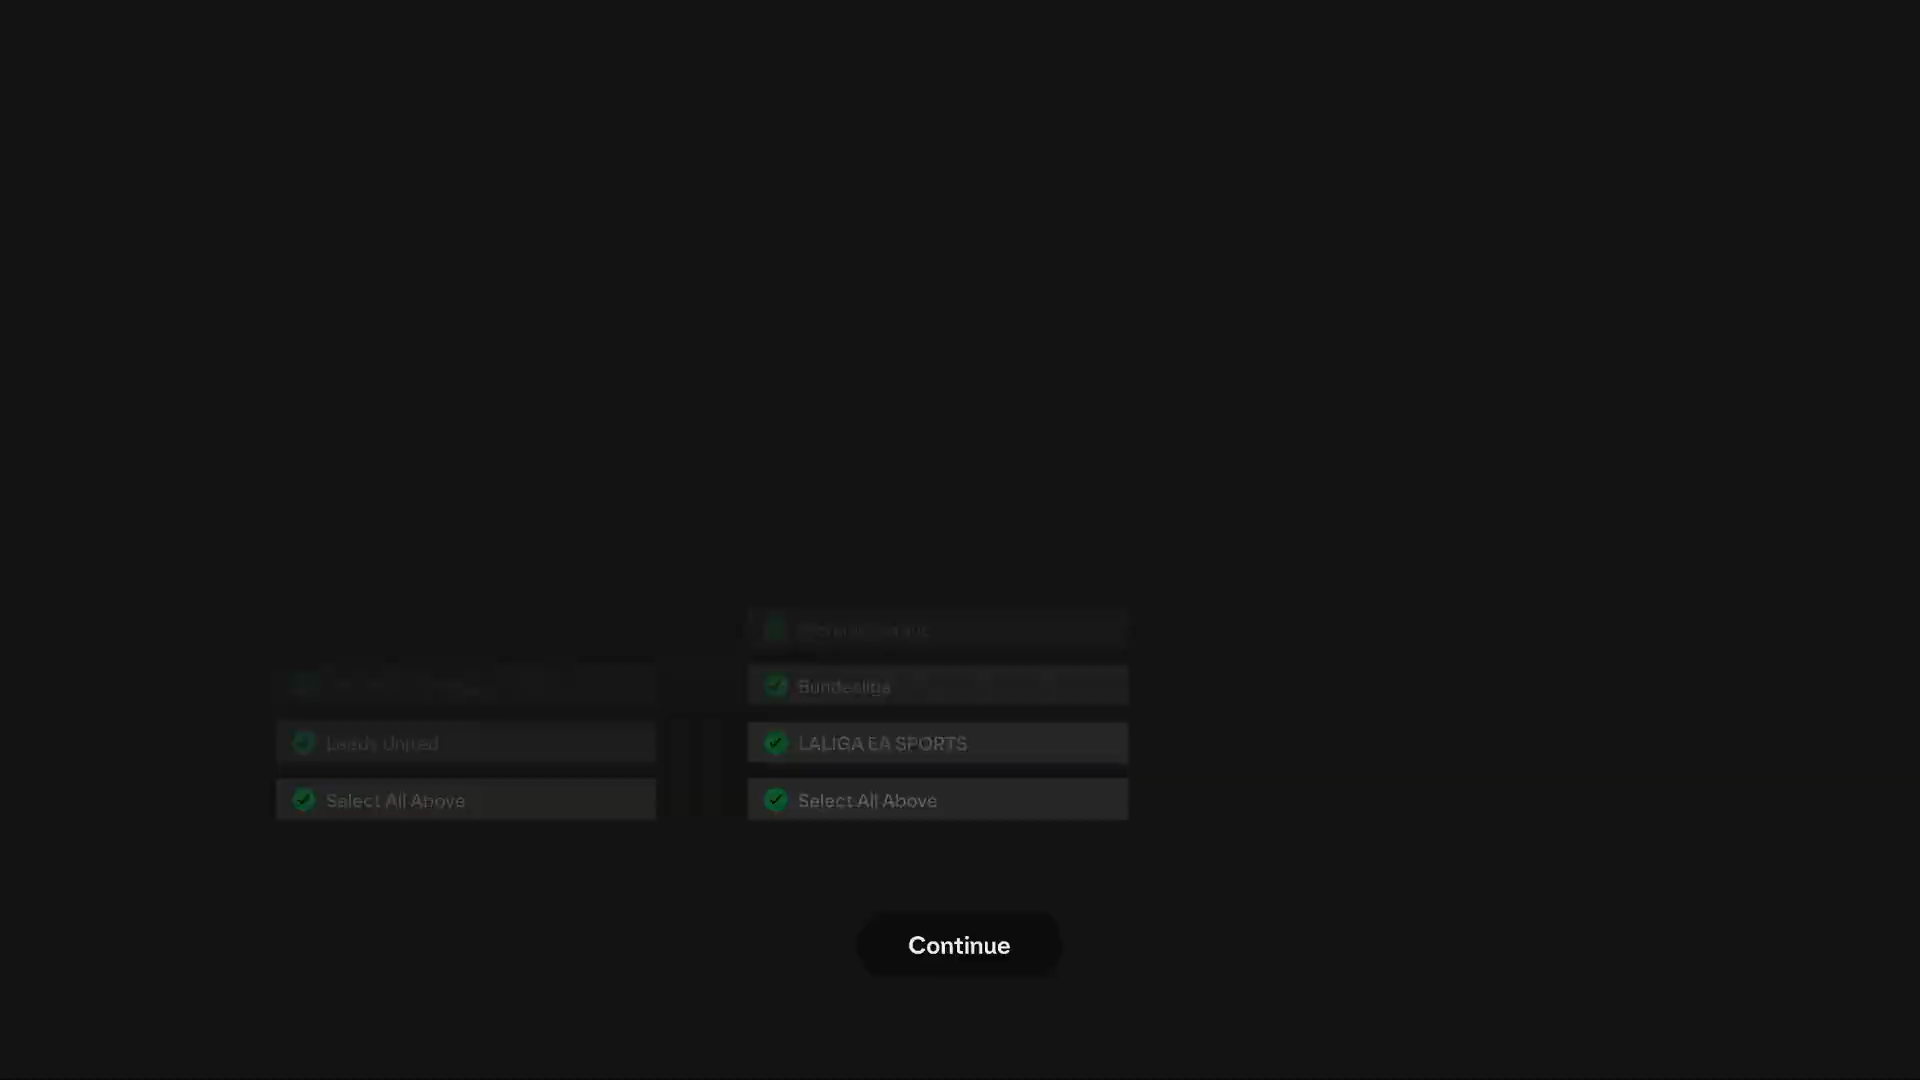 Bundesliga
Leeds United
LALIGA EA SPORTS
Select All Above
Select All Above
Continue